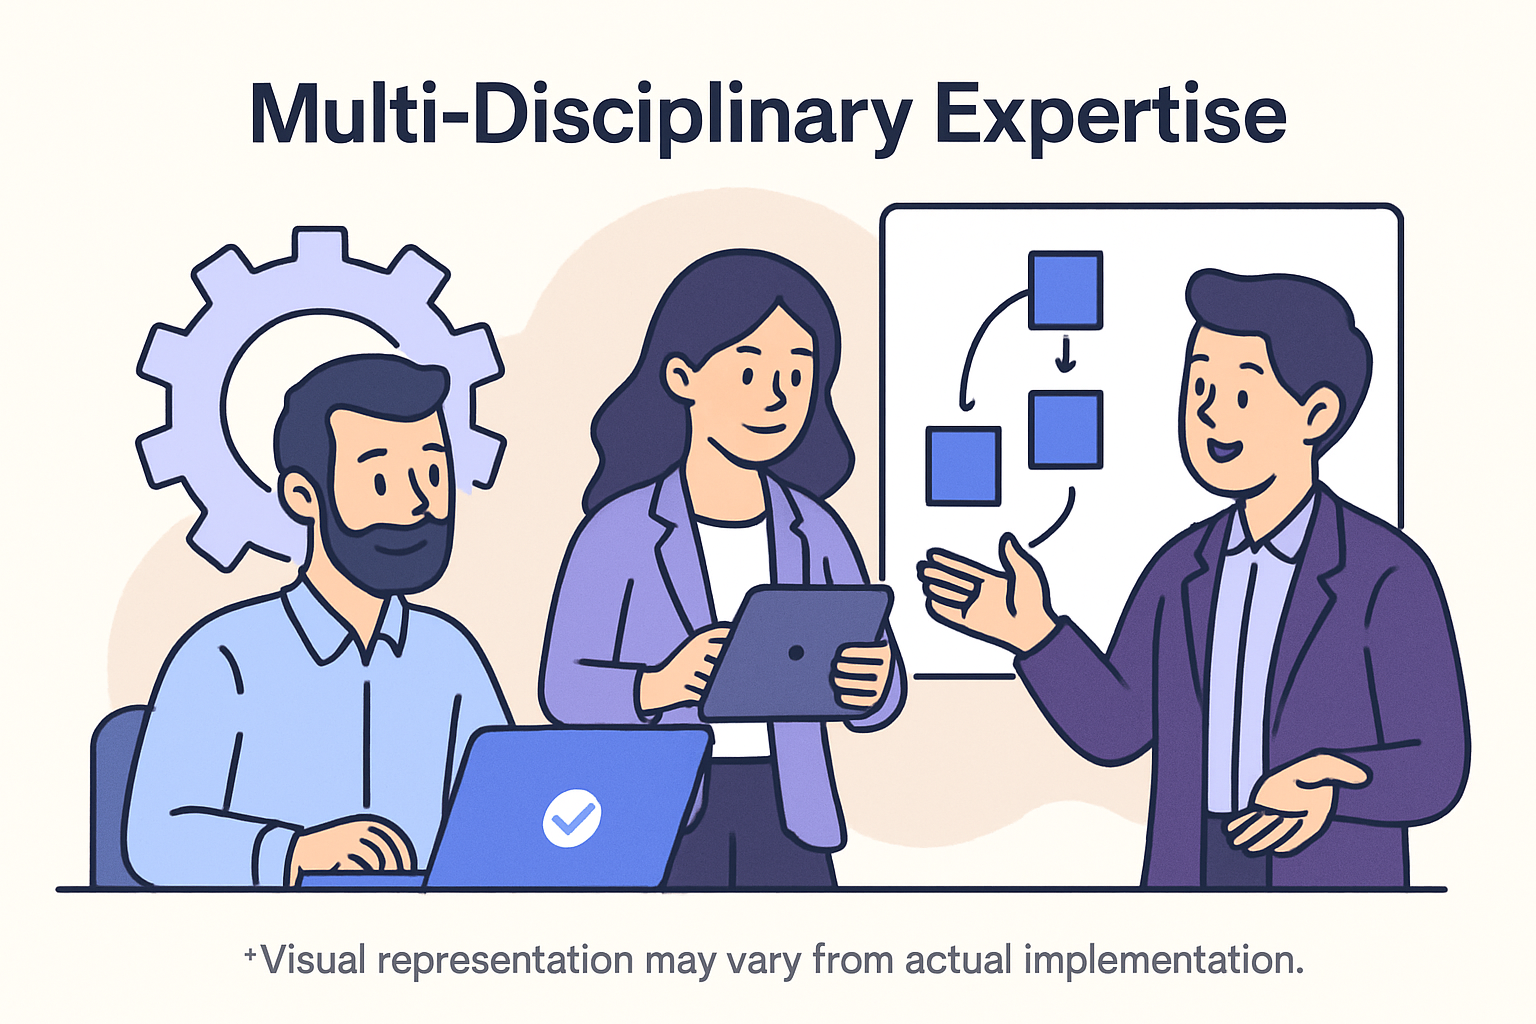 Multi-Disciplinary Expertise
⁺Visual representation may vary from actual implementation.